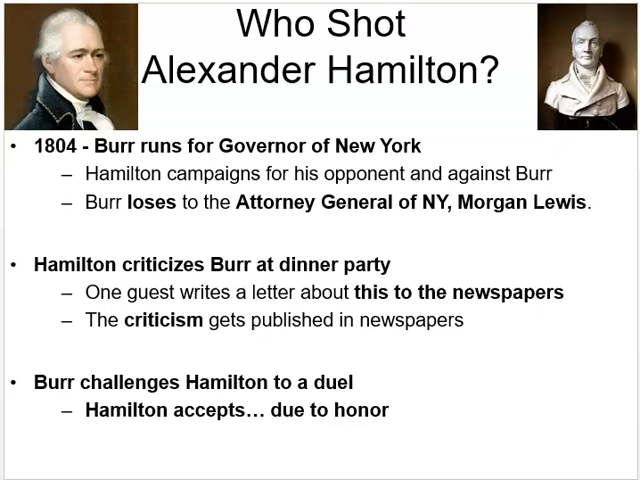 Who Shot
Alexander Hamilton?
• 1804 - Burr runs for Governor of New York
– Hamilton campaigns for his opponent and against Burr
– Burr loses to the Attorney General of NY, Morgan Lewis.
• Hamilton criticizes Burr at dinner party
– One guest writes a letter about this to the newspapers
– The criticism gets published in newspapers
• Burr challenges Hamilton to a duel
– Hamilton accepts… due to honor